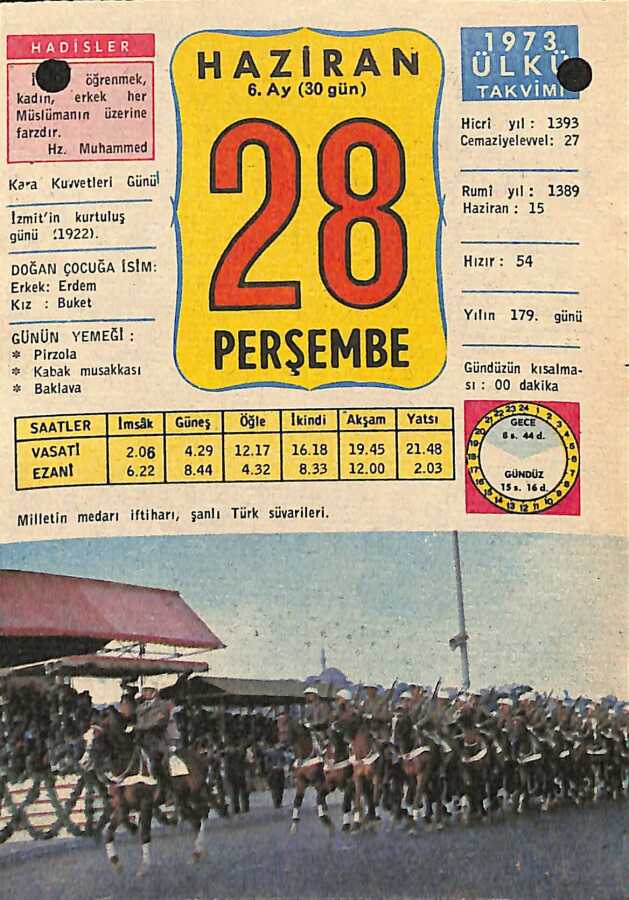 HADİSLER
öğrenmek,
kadın, erkek her
Müslümanın üzerine
farzdır.
Hz. Muhammed
Kara Kuvvetleri Günü
İzmit'in kurtuluş
günü (1922).
DOĞAN ÇOCUĞA İSİM:
Erkek: Erdem
Kız : Buket
GÜNÜN YEMEĞİ :
* Pirzola
* Kabak musakkası
* Baklava
HAZİRAN
6. Ay (30 gün)
28
PERŞEMBE
1973
ÜLKÜ
TAKVİMİ
Hicrî yıl : 1393
Cemaziyelevvel: 27
Rumî yıl : 1389
Haziran : 15
Hızır : 54
Yılın 179. günü
Gündüzün kısalma-
sı : 00 dakika
SAATLER İmsâk Güneş Öğle İkindi Akşam Yatsı
VASATİ 2.06 4.29 12.17 16.18 19.45 21.48
EZANİ 6.22 8.44 4.32 8.33 12.00 2.03
GECE
8 s. 44 d.
GÜNDÜZ
15 s. 16 d.
Milletin medarı iftiharı, şanlı Türk süvarileri.